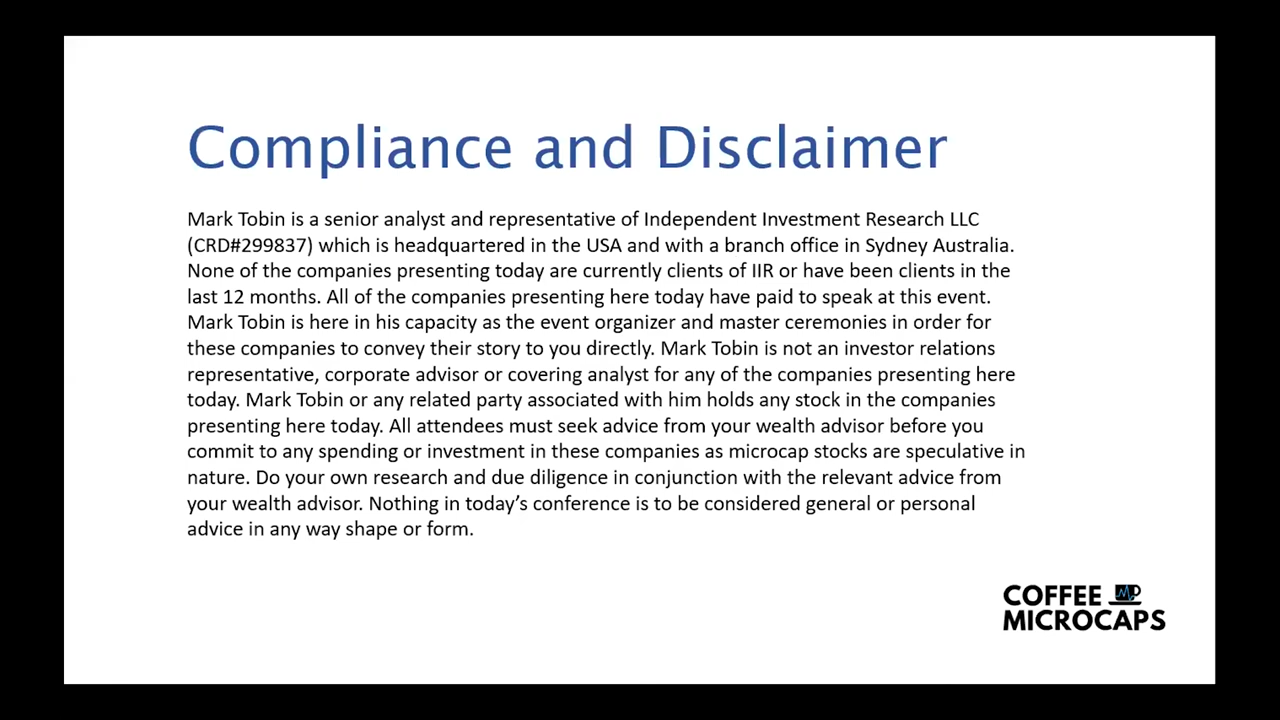 Compliance and Disclaimer
Mark Tobin is a senior analyst and representative of Independent Investment Research LLC
(CRD#299837) which is headquartered in the USA and with a branch office in Sydney Australia.
None of the companies presenting today are currently clients of IIR or have been clients in the
last 12 months. All of the companies presenting here today have paid to speak at this event.
Mark Tobin is here in his capacity as the event organizer and master ceremonies in order for
these companies to convey their story to you directly. Mark Tobin is not an investor relations
representative, corporate advisor or covering analyst for any of the companies presenting here
today. Mark Tobin or any related party associated with him holds any stock in the companies
presenting here today. All attendees must seek advice from your wealth advisor before you
commit to any spending or investment in these companies as microcap stocks are speculative in
nature. Do your own research and due diligence in conjunction with the relevant advice from
your wealth advisor. Nothing in today’s conference is to be considered general or personal
advice in any way shape or form.
COFFEE
MICROCAPS